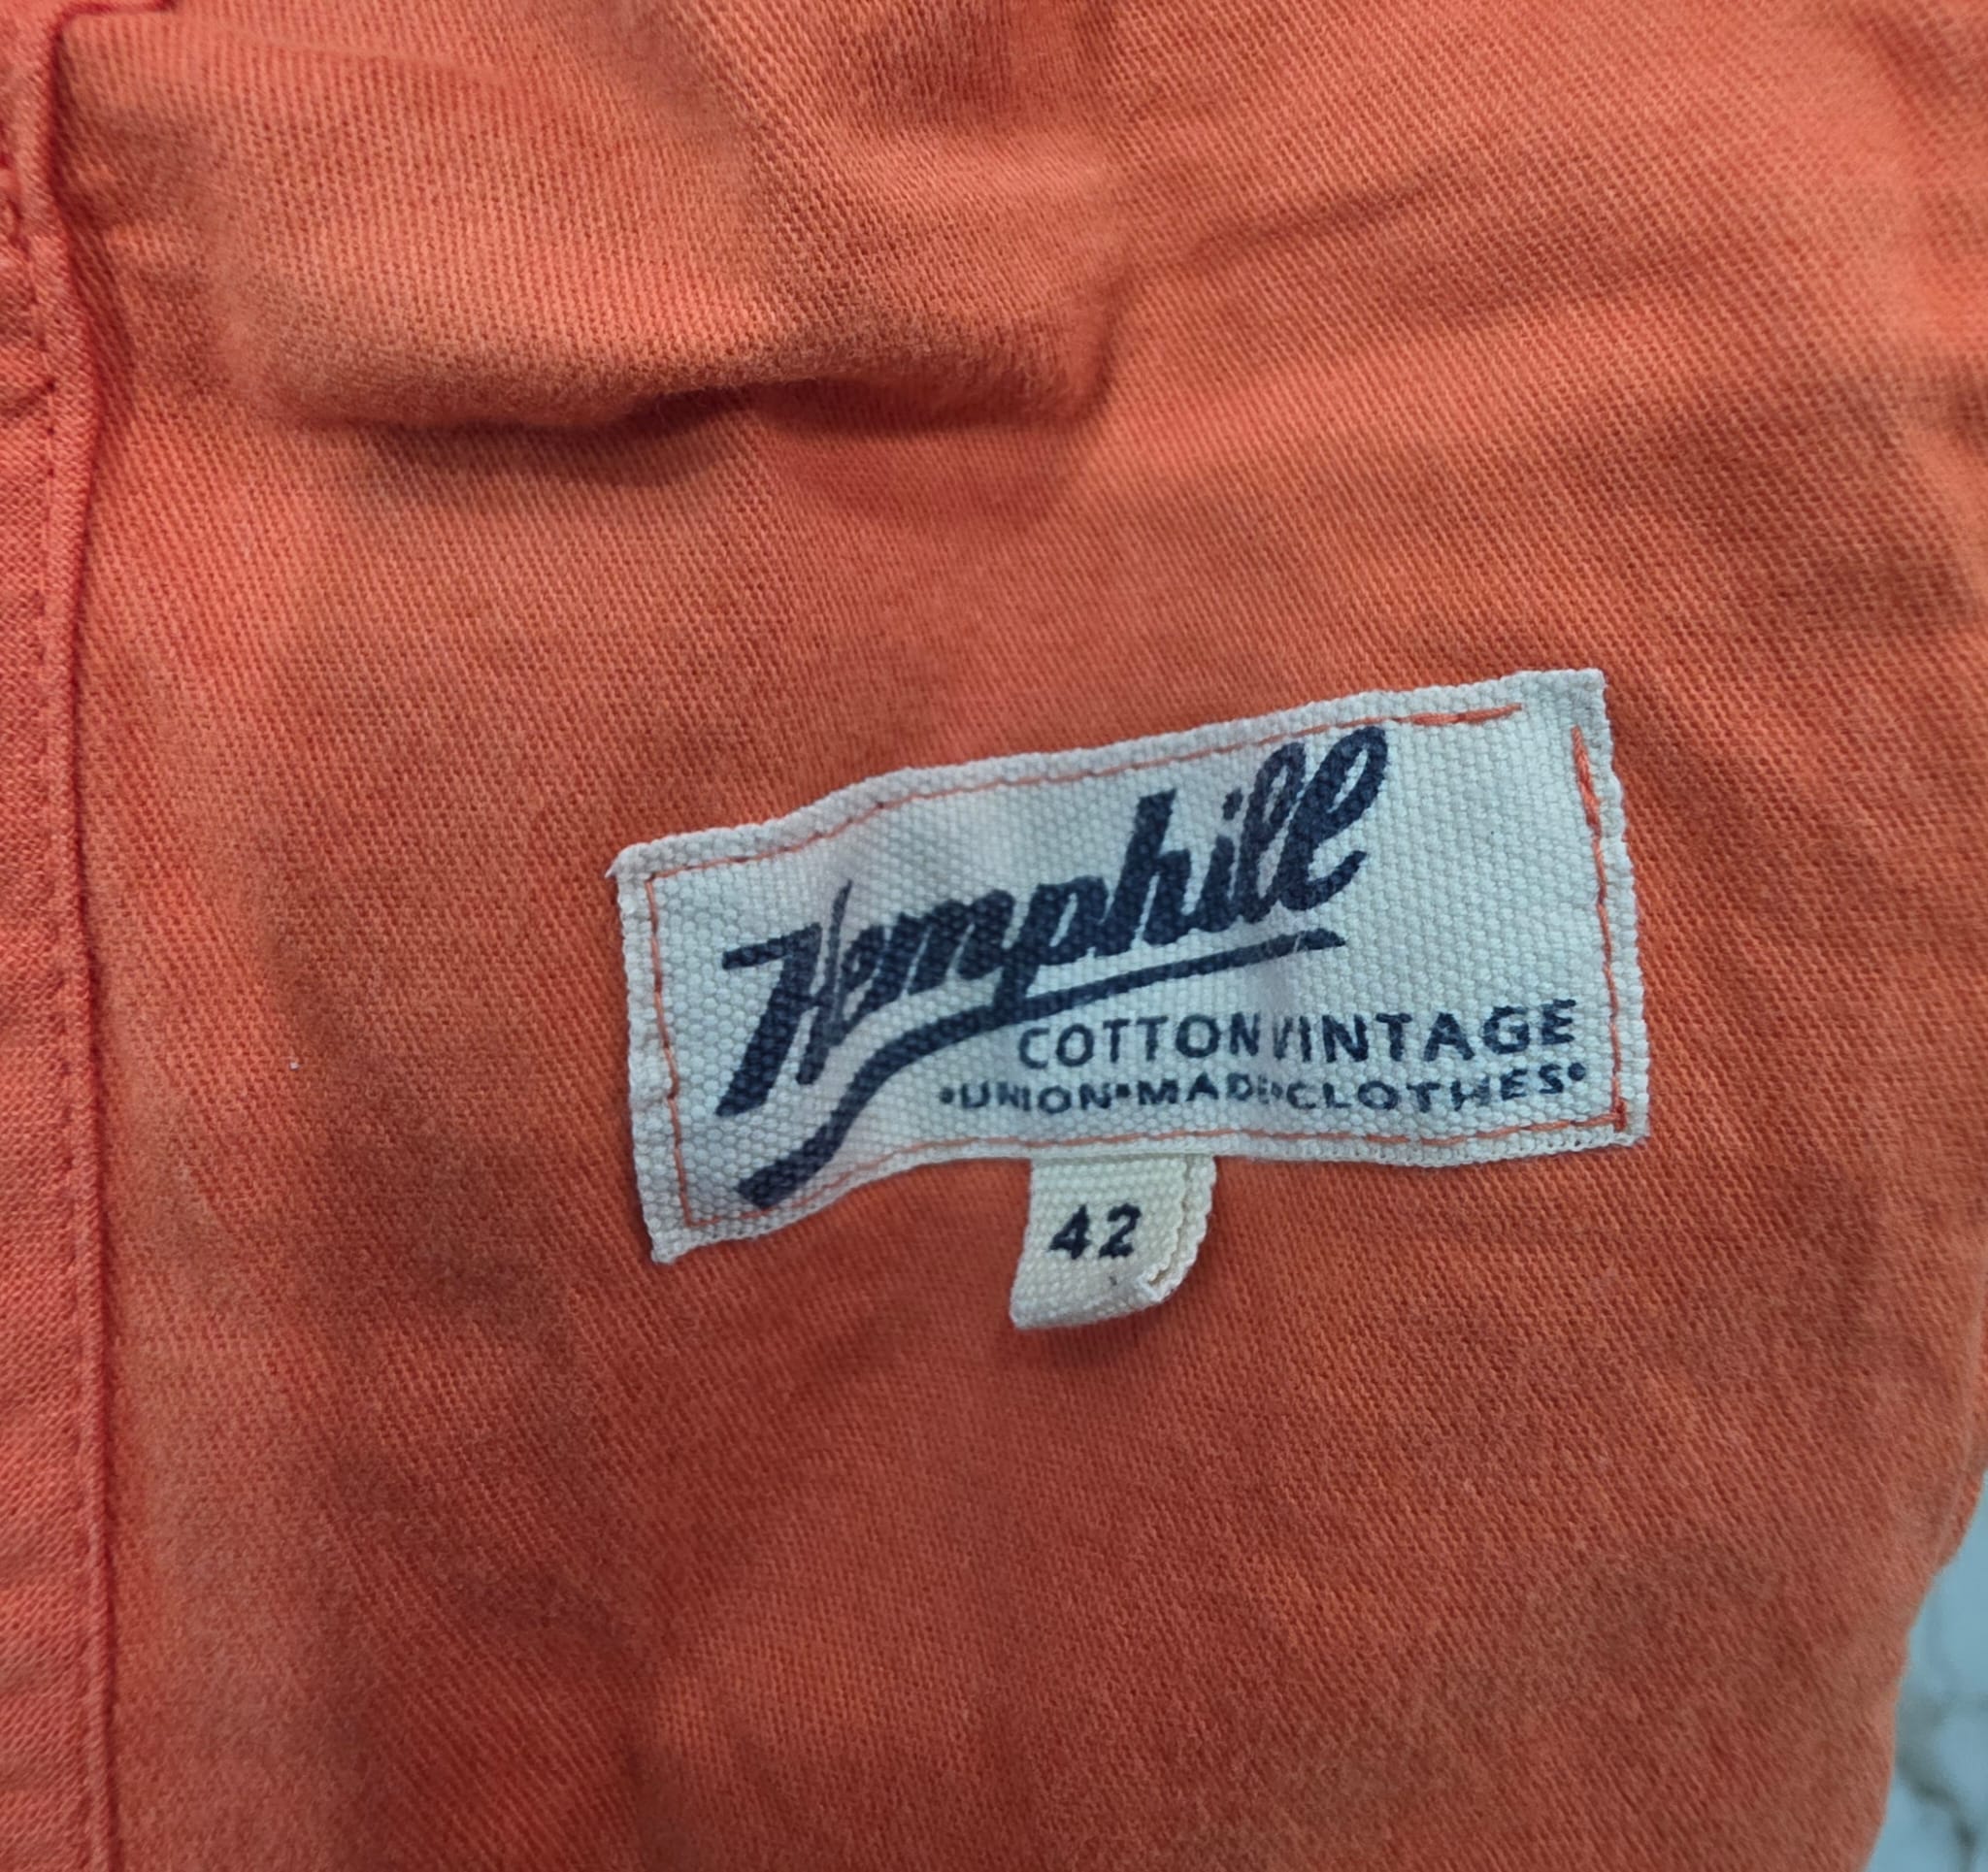 Hemphill
COTTON VINTAGE
•UNION•MADE•CLOTHES•
42